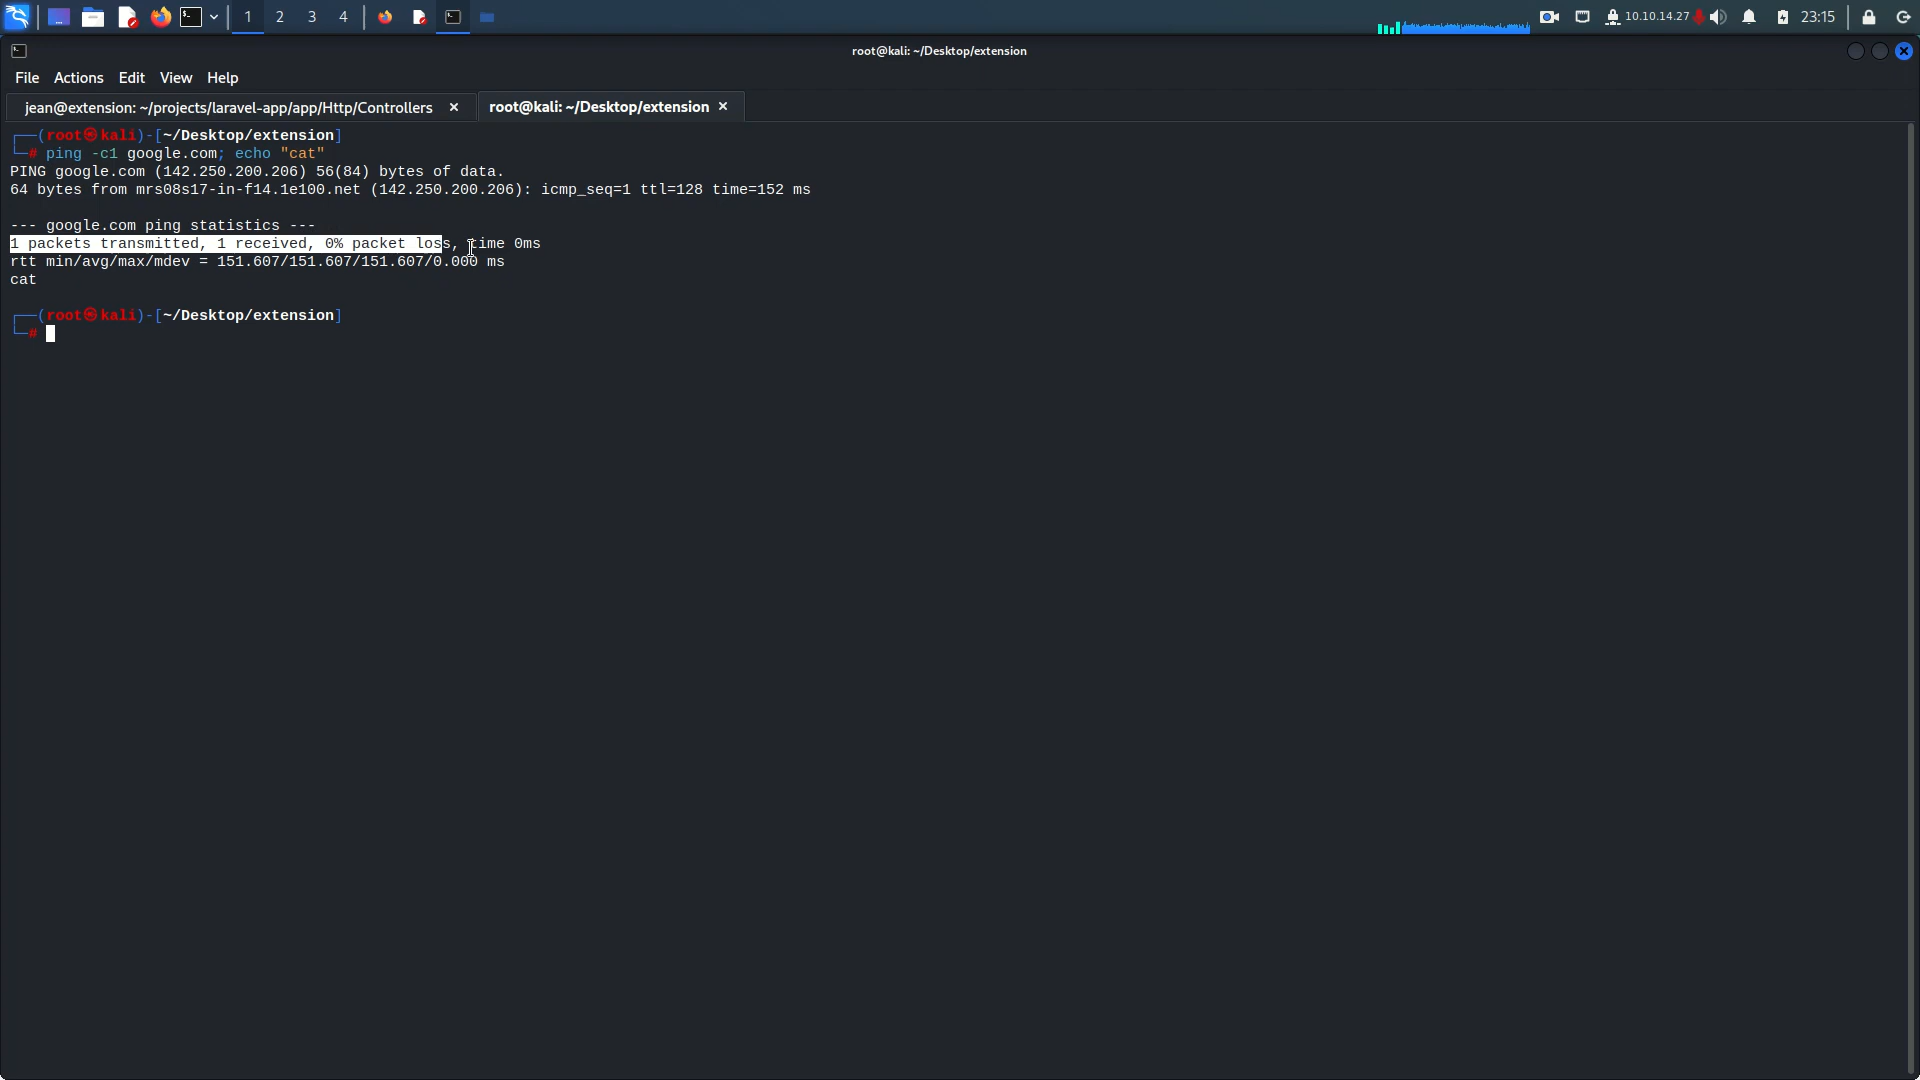 1 2 3 4
10.10.14.27
23:15
root@kali: ~/Desktop/extension
File Actions Edit View Help
jean@extension: ~/projects/laravel-app/app/Http/Controllers
root@kali: ~/Desktop/extension
┌──(root㉿kali)-[~/Desktop/extension]
└─# ping -c1 google.com; echo "cat"
PING google.com (142.250.200.206) 56(84) bytes of data.
64 bytes from mrs08s17-in-f14.1e100.net (142.250.200.206): icmp_seq=1 ttl=128 time=152 ms
--- google.com ping statistics ---
1 packets transmitted, 1 received, 0% packet loss, time 0ms
rtt min/avg/max/mdev = 151.607/151.607/151.607/0.000 ms
cat
┌──(root㉿kali)-[~/Desktop/extension]
└─#